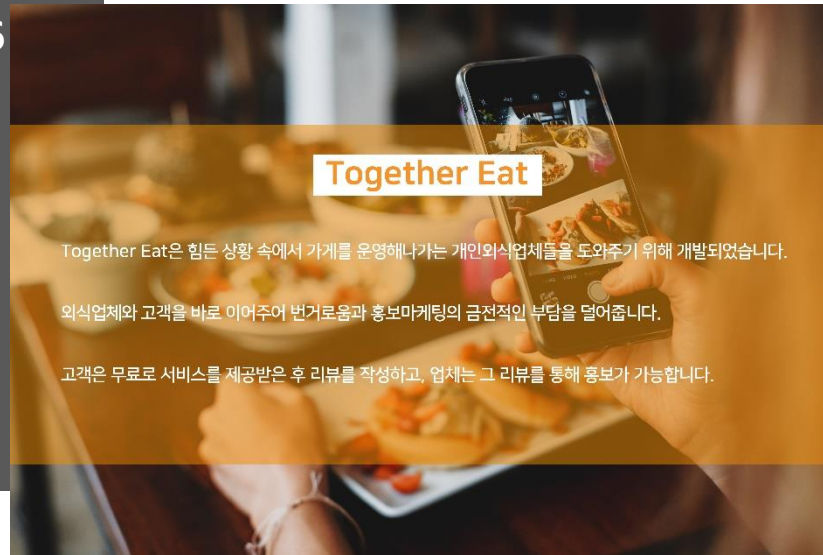 Together Eat
Together Eat은 힘든 상황 속에서 가게를 운영해나가는 개인외식업체들을 도와주기 위해 개발되었습니다.
외식업체와 고객을 바로 이어주어 번거로움과 홍보마케팅의 금전적인 부담을 덜어줍니다.
고객은 무료로 서비스를 제공받은 후 리뷰를 작성하고, 업체는 그 리뷰를 통해 홍보가 가능합니다.